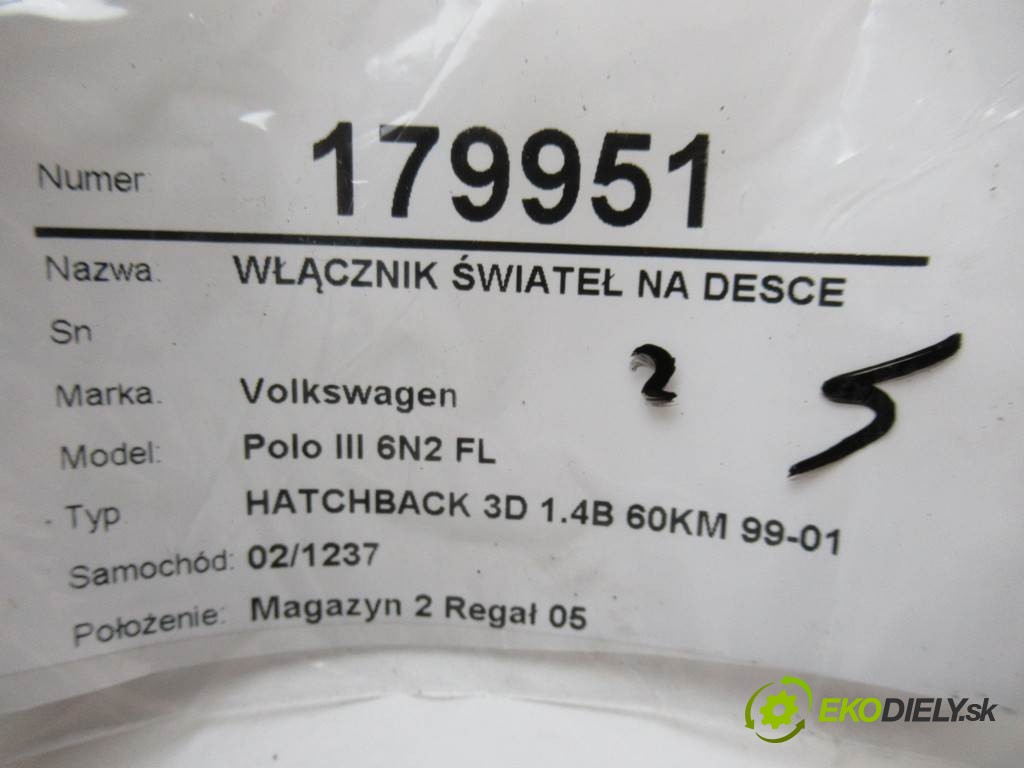 Numer: 179951
Nazwa: WŁĄCZNIK ŚWIATEŁ NA DESCE
Sn
Marka: Volkswagen
2 5
Model: Polo III 6N2 FL
Typ HATCHBACK 3D 1.4B 60KM 99-01
Samochód: 02/1237
Położenie: Magazyn 2 Regał 05
EKODIELY.sk